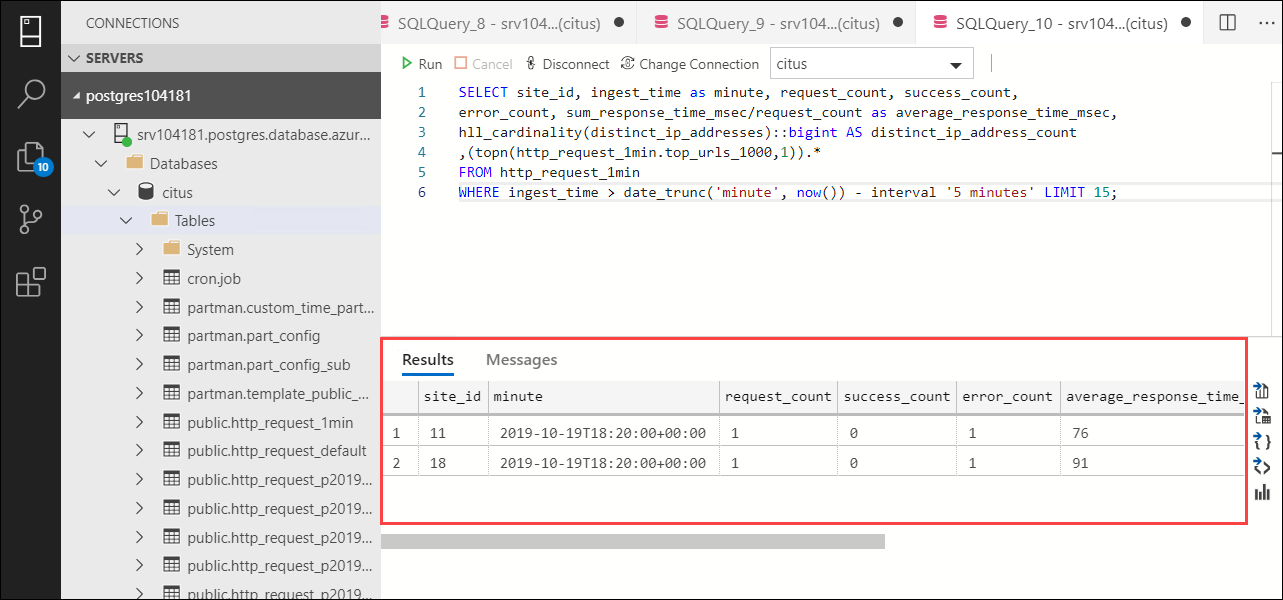 CONNECTIONS
SERVERS
postgres104181
srv104181.postgres.database.azur...
Databases
citus
Tables
System
cron.job
partman.custom_time_part...
partman.part_config
partman.part_config_sub
partman.template_public_...
public.http_request_1min
public.http_request_default
public.http_request_p2019...
public.http_request_p2019...
public.http_request_p2019...
public.http_request_p2019...
public.http_request_p2019...
10
SQLQuery_8 - srv104...(citus)
SQLQuery_9 - srv104...(citus)
SQLQuery_10 - srv104...(citus)
Run Cancel Disconnect Change Connection citus
1 SELECT site_id, ingest_time as minute, request_count, success_count,
2 error_count, sum_response_time_msec/request_count as average_response_time_msec,
3 hll_cardinality(distinct_ip_addresses)::bigint AS distinct_ip_address_count
4 ,(topn(http_request_1min.top_urls_1000,1)).*
5 FROM http_request_1min
6 WHERE ingest_time > date_trunc('minute', now()) - interval '5 minutes' LIMIT 15;
Results Messages
site_id minute request_count success_count error_count average_response_time_
1 11 2019-10-19T18:20:00+00:00 1 0 1 76
2 18 2019-10-19T18:20:00+00:00 1 0 1 91